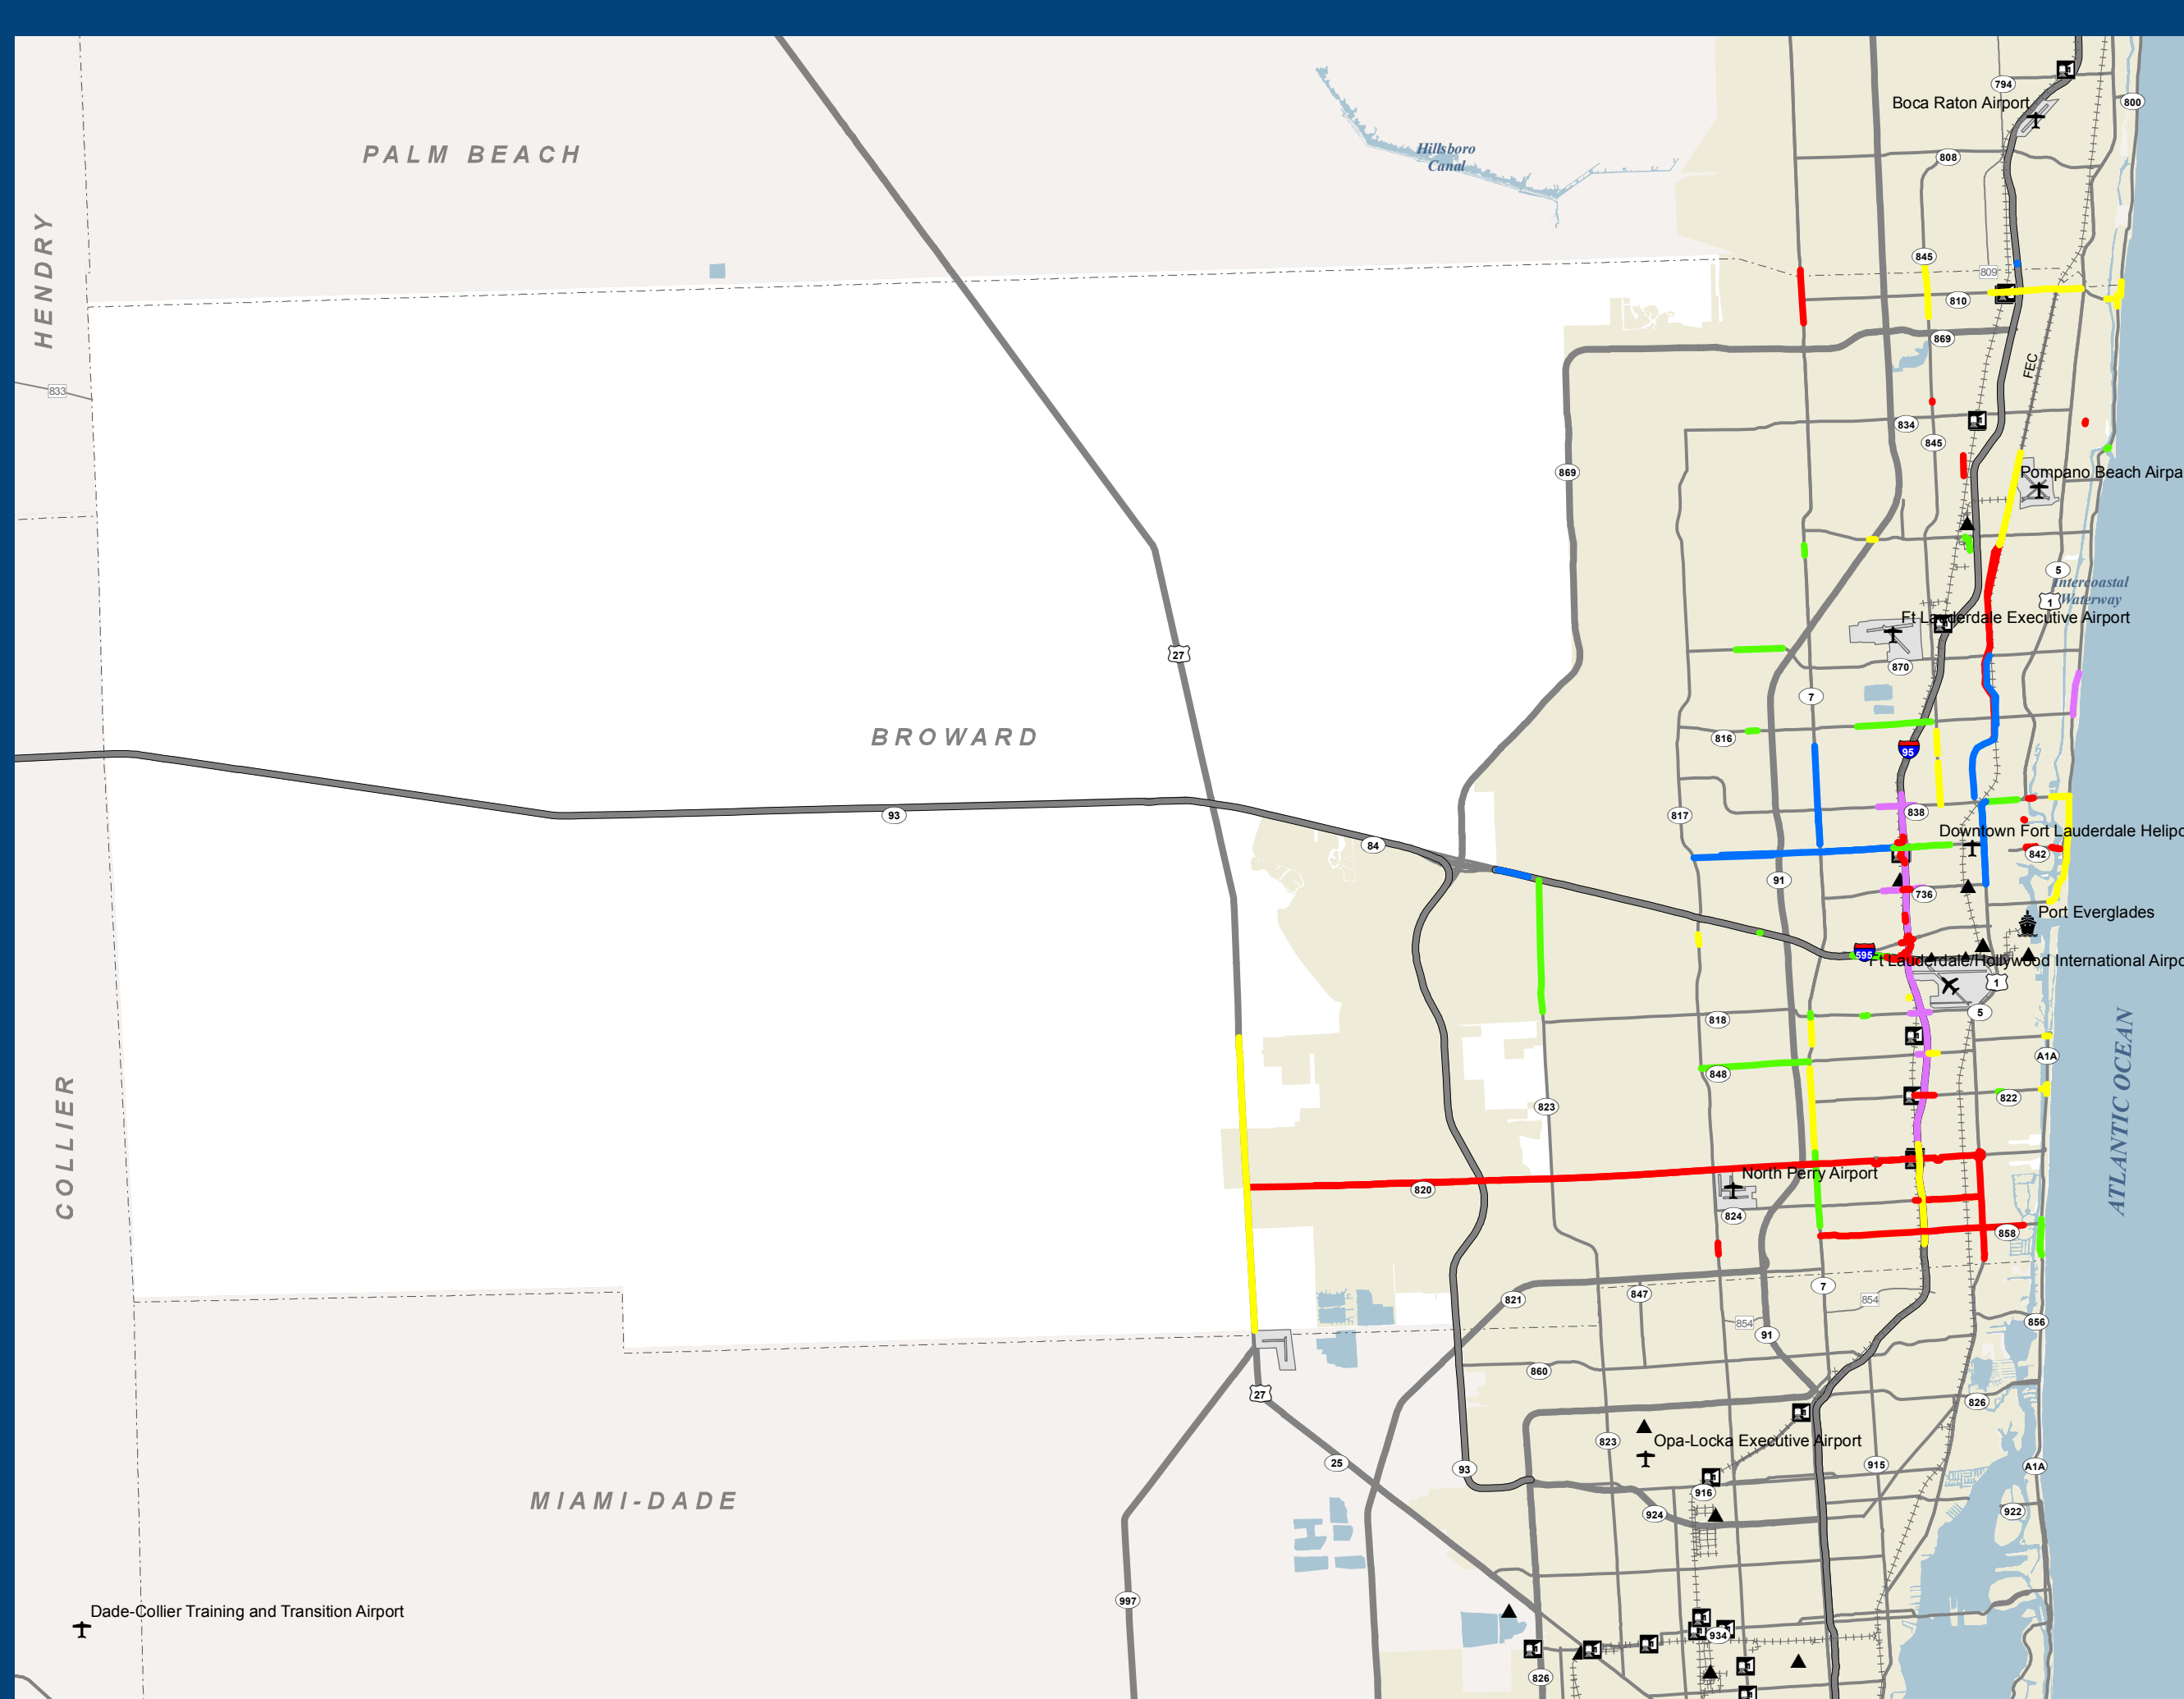 794
Boca Raton Airport
800
PALM BEACH
Hillsboro
Canal
808
HENDRY
845
809
810
869
FEC
833
834
845
869
Pompano Beach Airpa
5
Intercoastal
Waterway
1
Ft Lauderdale Executive Airport
27
870
7
BROWARD
816
95
93
817
838
84
Downtown Fort Lauderdale Helipo
842
91
736
Port Everglades
595
Ft Lauderdale/Hollywood International Airpo
1
818
5
ATLANTIC OCEAN
A1A
848
COLLIER
823
822
North Perry Airport
820
824
858
821
847
7
854
854
91
856
860
27
826
823
Opa-Locka Executive Airport
25
93
915
A1A
916
MIAMI-DADE
924
922
997
Dade-Collier Training and Transition Airport
934
826